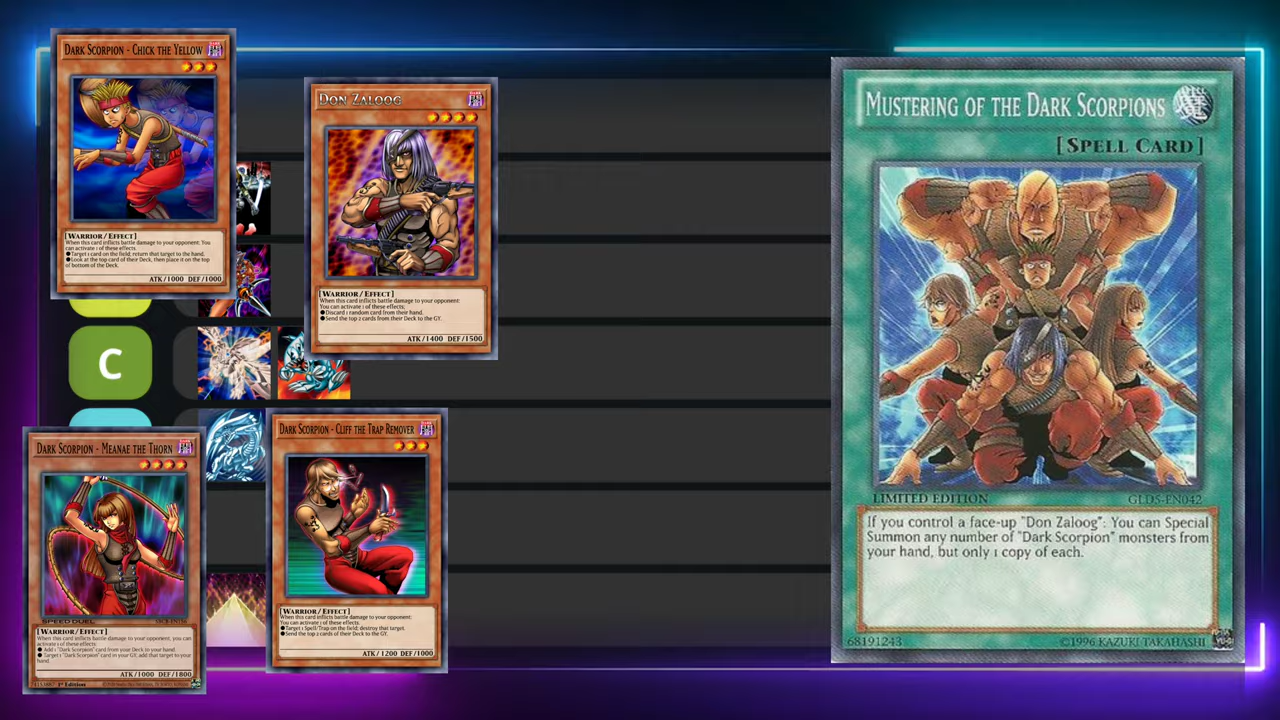 Dark Scorpion - Chick the Yellow
[Warrior/Effect]
When this card inflicts battle damage to your opponent: You
can activate 1 of these effects.
●Target 1 card on the field; return that target to the hand.
●Look at the top card of their Deck, then place it on the top
or bottom of the Deck.
ATK/1000 DEF/1000
Don Zaloog
[Warrior/Effect]
When this card inflicts battle damage to your opponent:
You can activate 1 of these effects;
●Discard 1 random card from their hand.
●Send the top 2 cards from their Deck to the GY.
ATK/1400 DEF/1500
C
Dark Scorpion - Meanae the Thorn
SPEED DUEL
[Warrior/Effect]
When this card inflicts battle damage to your opponent, you can
activate 1 of these effects:
● Add 1 "Dark Scorpion" card from your Deck to your hand.
● Target 1 "Dark Scorpion" card in your GY, add that target to your
hand.
ATK/1000 DEF/1800
1st Edition
Dark Scorpion - Cliff the Trap Remover
[Warrior/Effect]
When this card inflicts battle damage to your opponent:
You can activate 1 of these effects;
●Target 1 Spell/Trap on the field; destroy that target.
●Send the top 2 cards of their Deck to the GY.
ATK/1200 DEF/1000
Mustering of the Dark Scorpions
[Spell Card]
LIMITED EDITION
GLD5-EN042
If you control a face-up "Don Zaloog": You can Special
Summon any number of "Dark Scorpion" monsters from
your hand, but only 1 copy of each.
68191243
©1996 KAZUKI TAKAHASHI